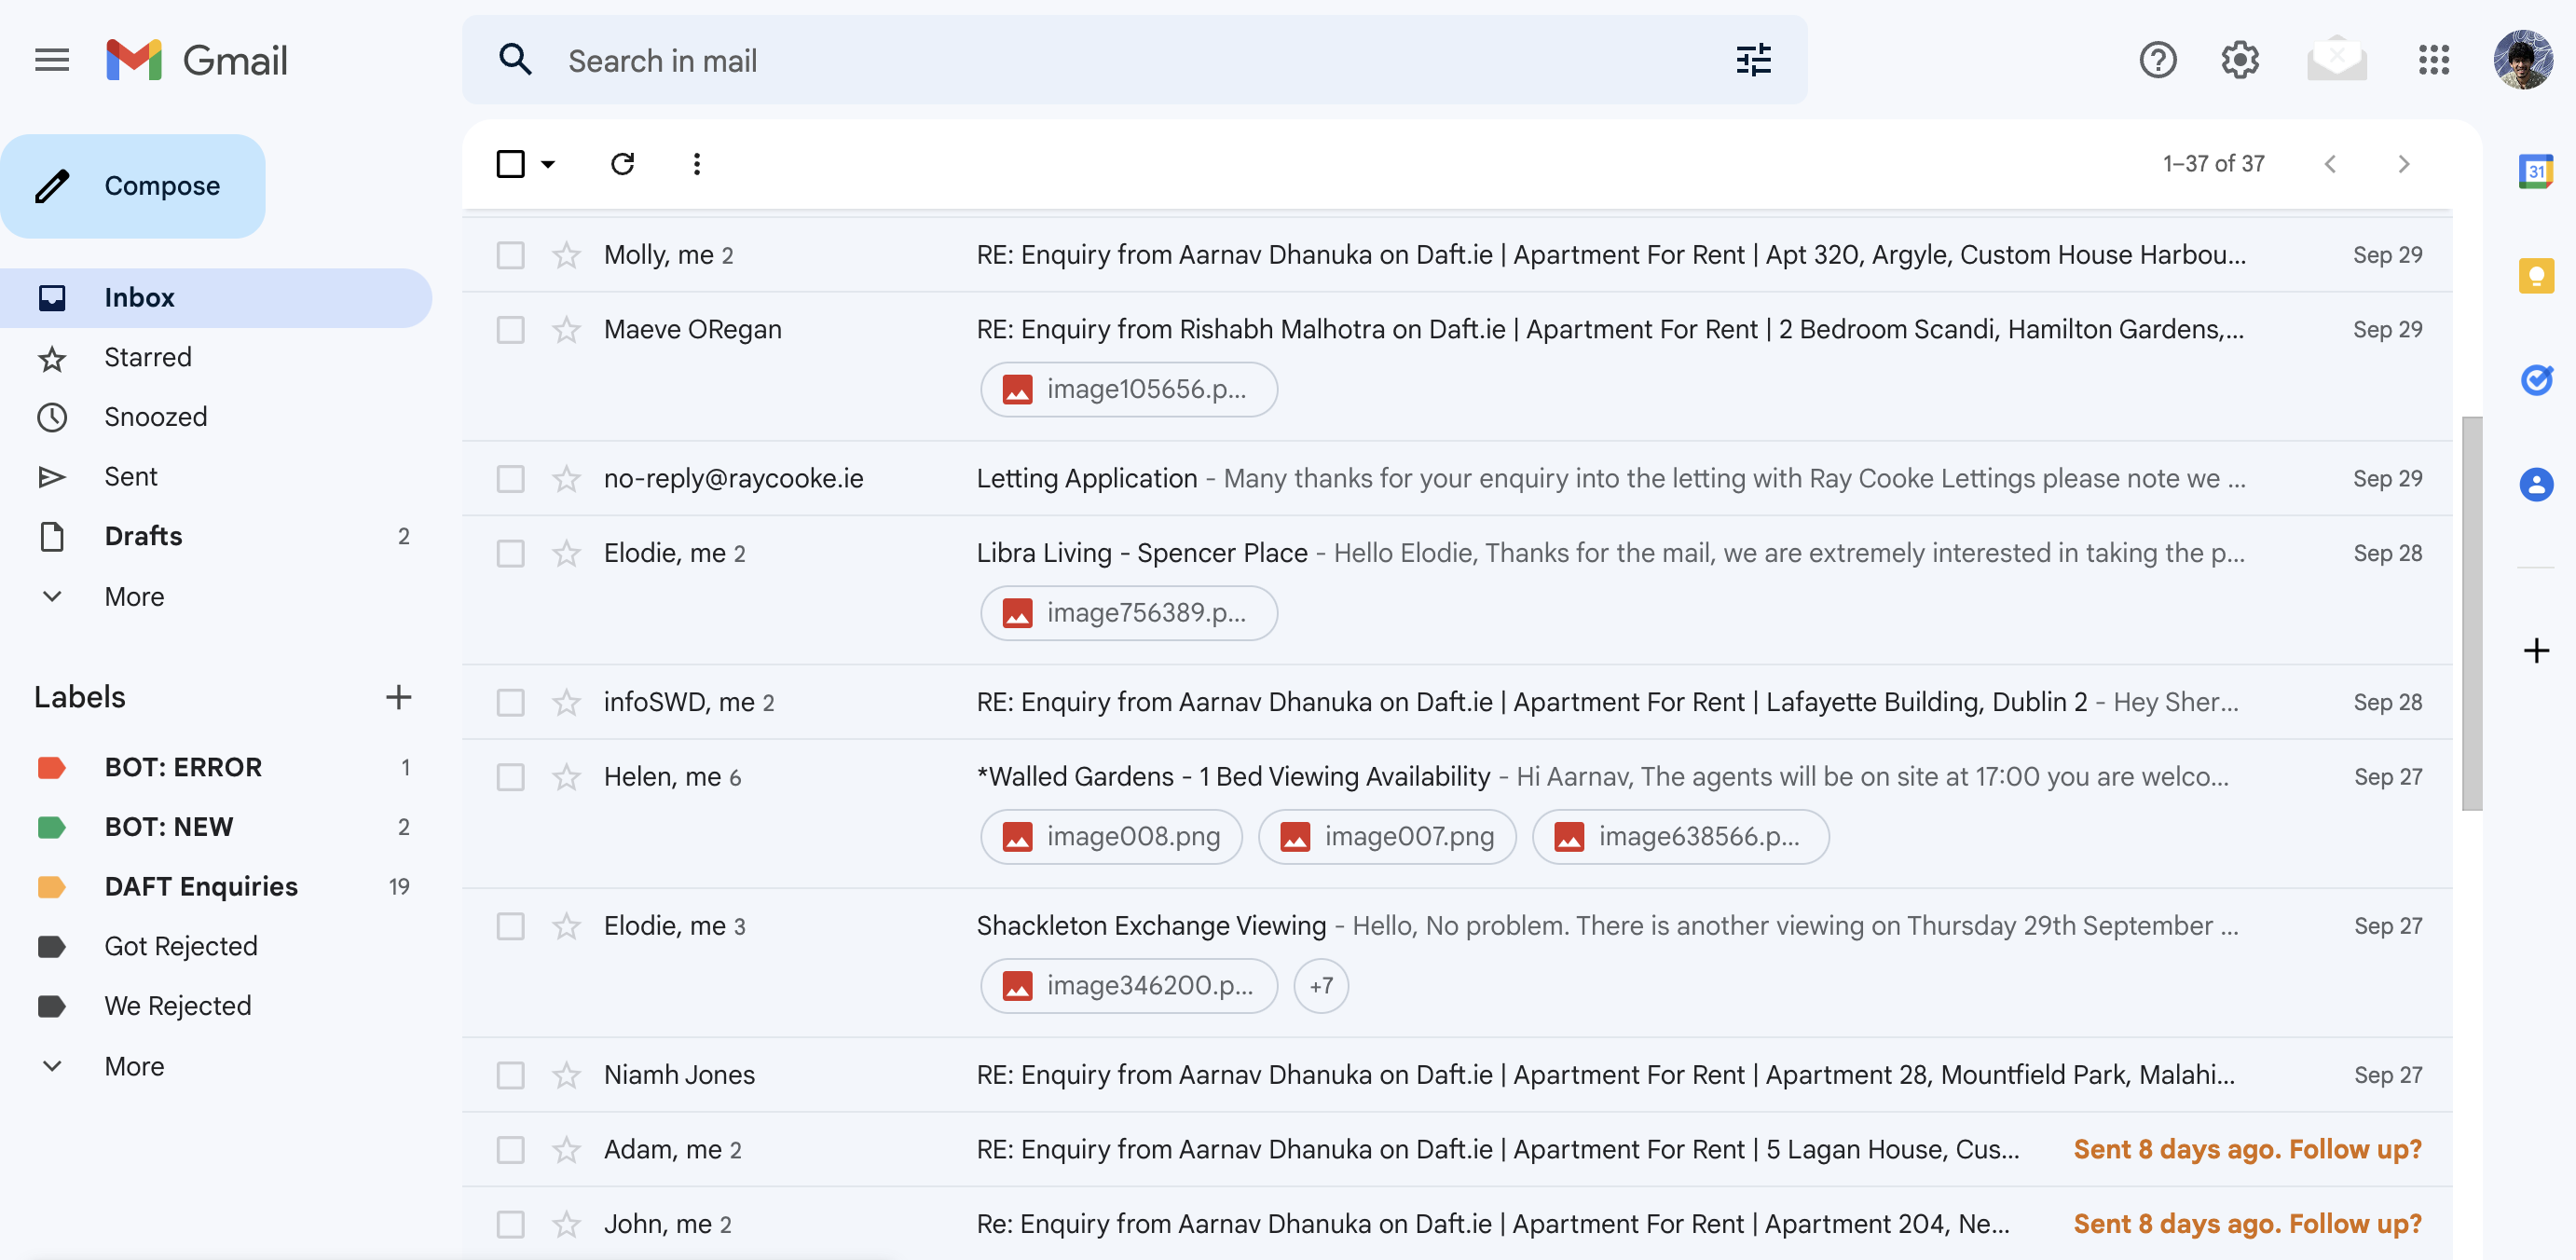 Gmail
Search in mail
Compose
1–37 of 37
31
Inbox
Starred
Snoozed
Sent
Drafts 2
More
Labels
BOT: ERROR 1
BOT: NEW 2
DAFT Enquiries 19
Got Rejected
We Rejected
More
Molly, me 2 RE: Enquiry from Aarnav Dhanuka on Daft.ie | Apartment For Rent | Apt 320, Argyle, Custom House Harbou... Sep 29
Maeve ORegan RE: Enquiry from Rishabh Malhotra on Daft.ie | Apartment For Rent | 2 Bedroom Scandi, Hamilton Gardens,... Sep 29
image105656.p...
no-reply@raycooke.ie Letting Application - Many thanks for your enquiry into the letting with Ray Cooke Lettings please note we ... Sep 29
Elodie, me 2 Libra Living - Spencer Place - Hello Elodie, Thanks for the mail, we are extremely interested in taking the p... Sep 28
image756389.p...
infoSWD, me 2 RE: Enquiry from Aarnav Dhanuka on Daft.ie | Apartment For Rent | Lafayette Building, Dublin 2 - Hey Sher... Sep 28
Helen, me 6 *Walled Gardens - 1 Bed Viewing Availability - Hi Aarnav, The agents will be on site at 17:00 you are welco... Sep 27
image008.png image007.png image638566.p...
Elodie, me 3 Shackleton Exchange Viewing - Hello, No problem. There is another viewing on Thursday 29th September ... Sep 27
image346200.p... +7
Niamh Jones RE: Enquiry from Aarnav Dhanuka on Daft.ie | Apartment For Rent | Apartment 28, Mountfield Park, Malahi... Sep 27
Adam, me 2 RE: Enquiry from Aarnav Dhanuka on Daft.ie | Apartment For Rent | 5 Lagan House, Cus... Sent 8 days ago. Follow up?
John, me 2 Re: Enquiry from Aarnav Dhanuka on Daft.ie | Apartment For Rent | Apartment 204, Ne... Sent 8 days ago. Follow up?